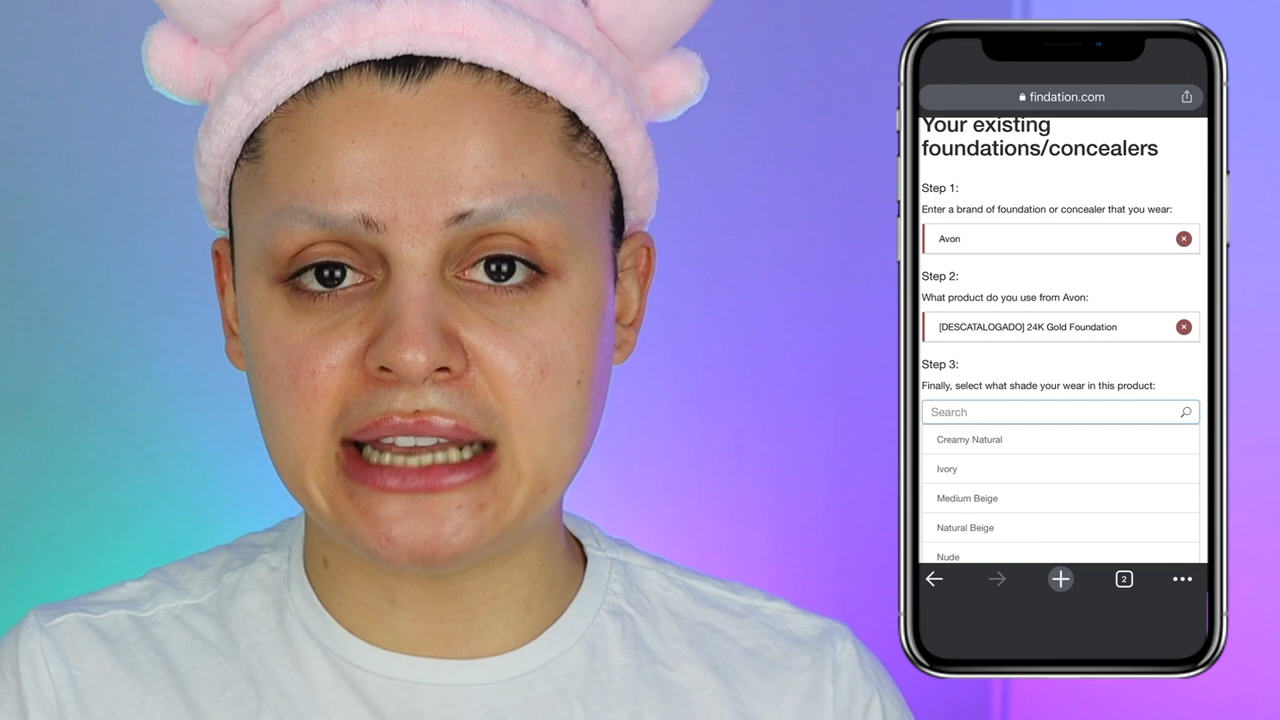 findation.com
Your existing
foundations/concealers
Step 1:
Enter a brand of foundation or concealer that you wear:
Avon
Step 2:
What product do you use from Avon:
[DESCATALOGADO] 24K Gold Foundation
Step 3:
Finally, select what shade your wear in this product:
Search
Creamy Natural
Ivory
Medium Beige
Natural Beige
Nude
2